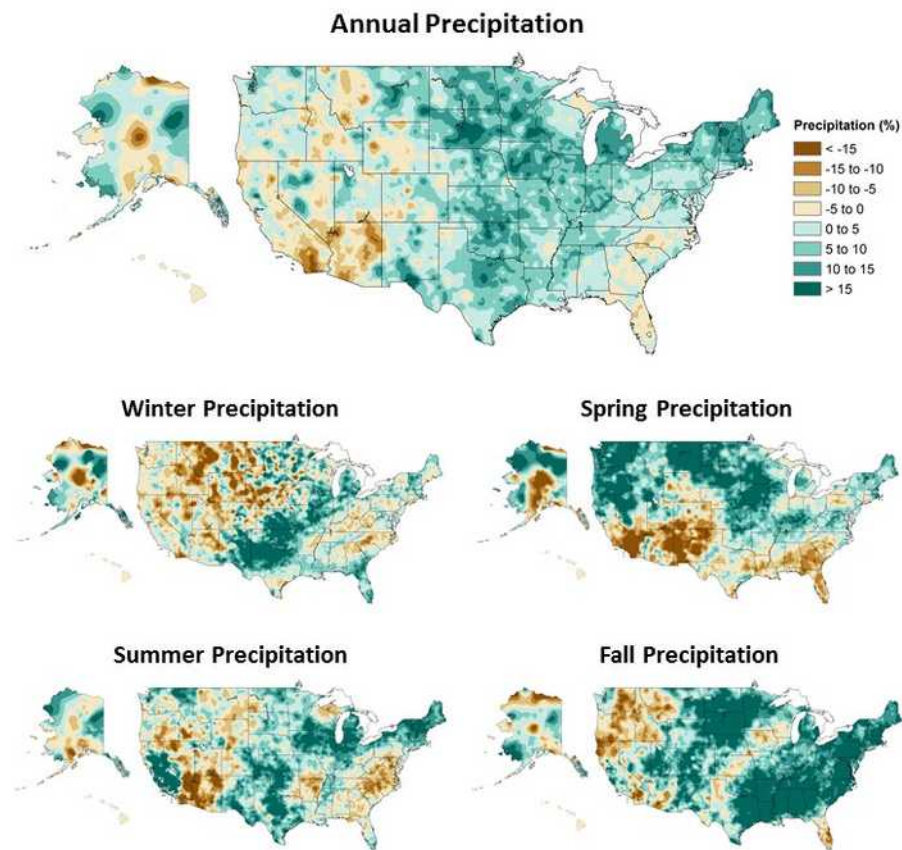 Annual Precipitation
Precipitation (%)
< -15
-15 to -10
-10 to -5
-5 to 0
0 to 5
5 to 10
10 to 15
> 15
Winter Precipitation
Spring Precipitation
Summer Precipitation
Fall Precipitation